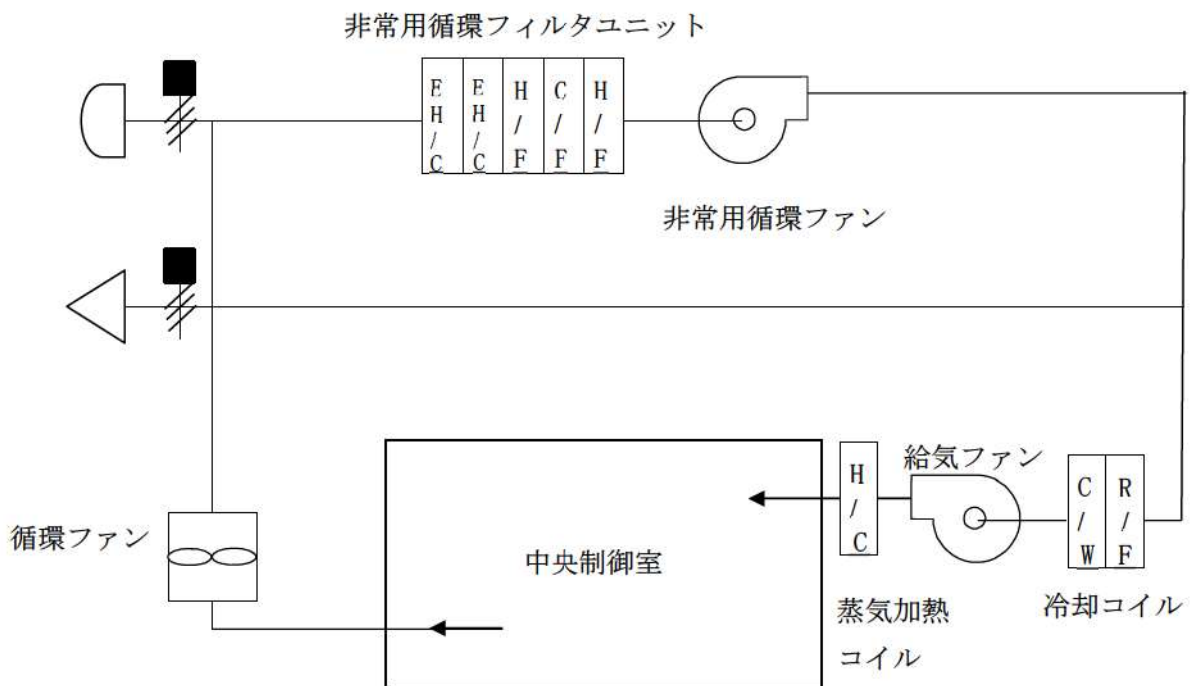 非常用循環フィルタユニット
EH/C
EH/C
H/F
C/F
H/F
非常用循環ファン
給気ファン
H/C
C/W
R/F
循環ファン
中央制御室
蒸気加熱
コイル
冷却コイル